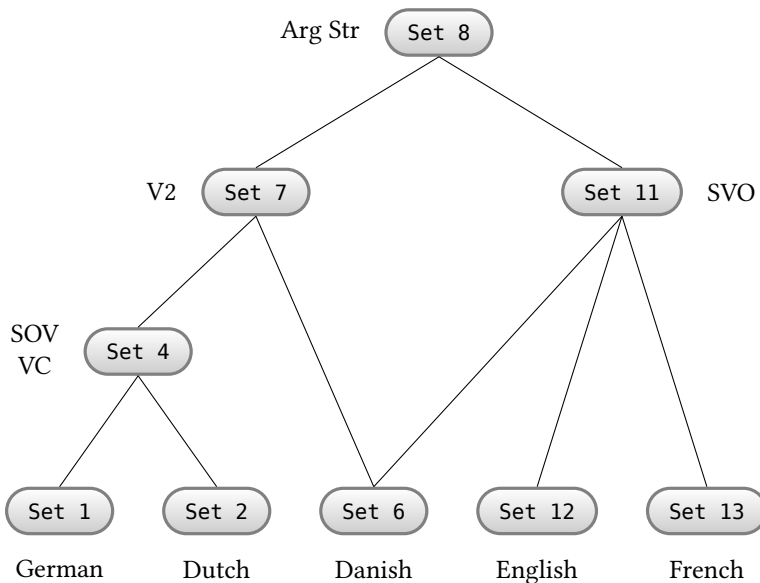 Arg Str Set 8
V2 Set 7 Set 11 SVO
SOV
VC
Set 4
Set 1 Set 2 Set 6 Set 12 Set 13
German Dutch Danish English French